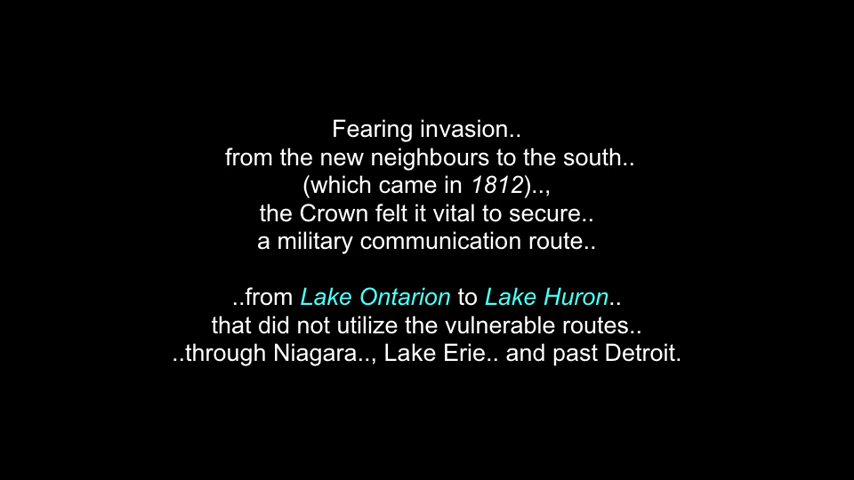 Fearing invasion..
from the new neighbours to the south..
(which came in 1812)..,
the Crown felt it vital to secure..
a military communication route..
..from Lake Ontarion to Lake Huron..
that did not utilize the vulnerable routes..
..through Niagara.., Lake Erie.. and past Detroit.